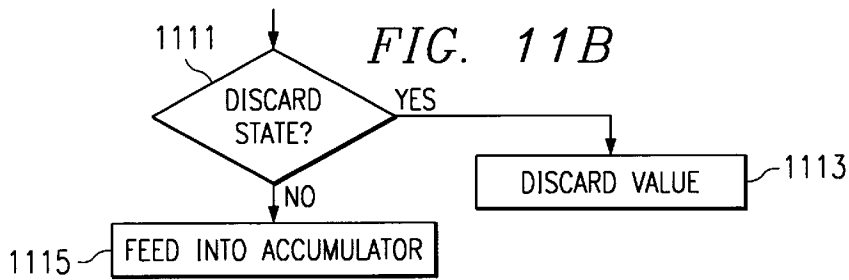 1111
FIG. 11B
DISCARD
STATE?
YES
DISCARD VALUE
1113
NO
1115
FEED INTO ACCUMULATOR